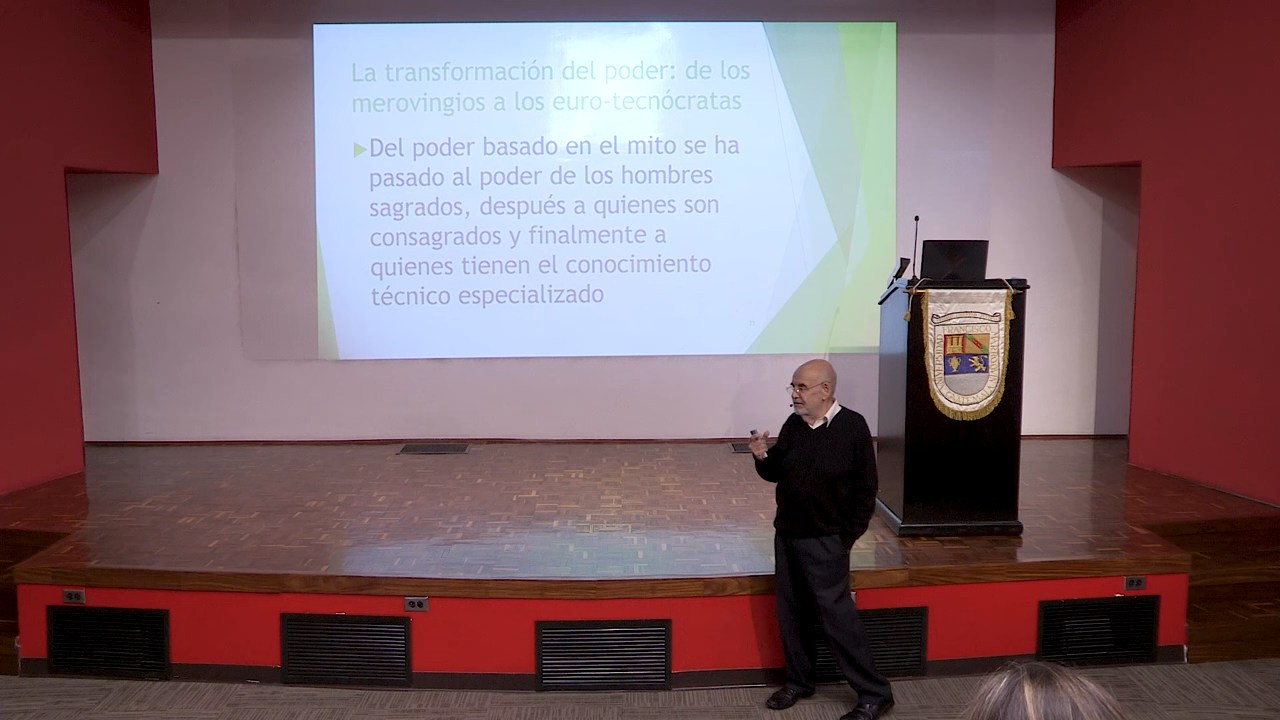 La transformación del poder: de los
merovingios a los euro-tecnócratas
▶Del poder basado en el mito se ha
pasado al poder de los hombres
sagrados, después a quienes son
consagrados y finalmente a
quienes tienen el conocimiento
técnico especializado
FRANCISCO